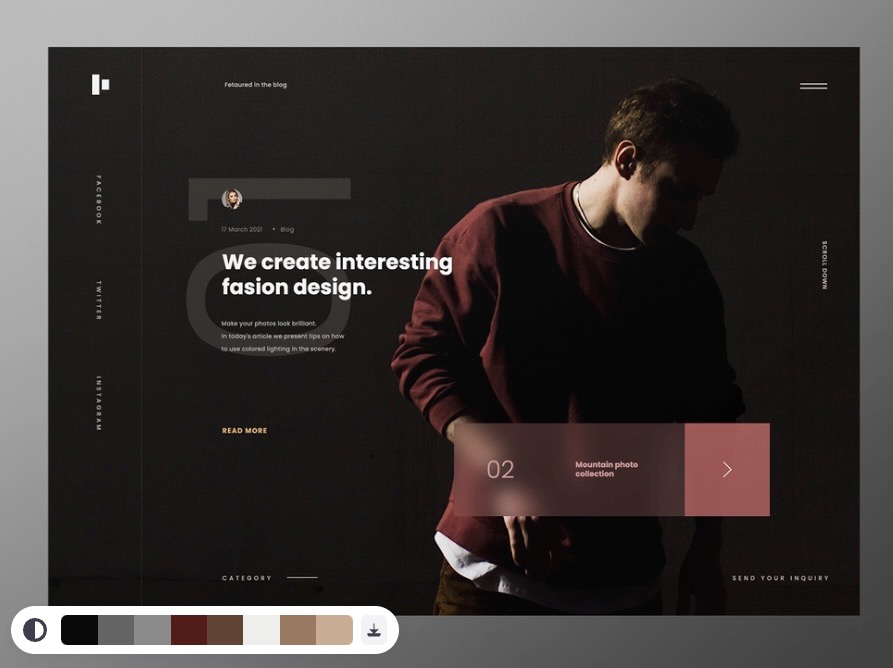 Fetaured in the blog
FACEBOOK
TWITTER
INSTAGRAM
17 March 2021 • Blog
We create interesting
fasion design.
Make your photos look brilliant.
In today's article we present tips on how
to use colored lighting in the scenery.
READ MORE
SCROLL DOWN
02
Mountain photo
collection
CATEGORY
SEND YOUR INQUIRY